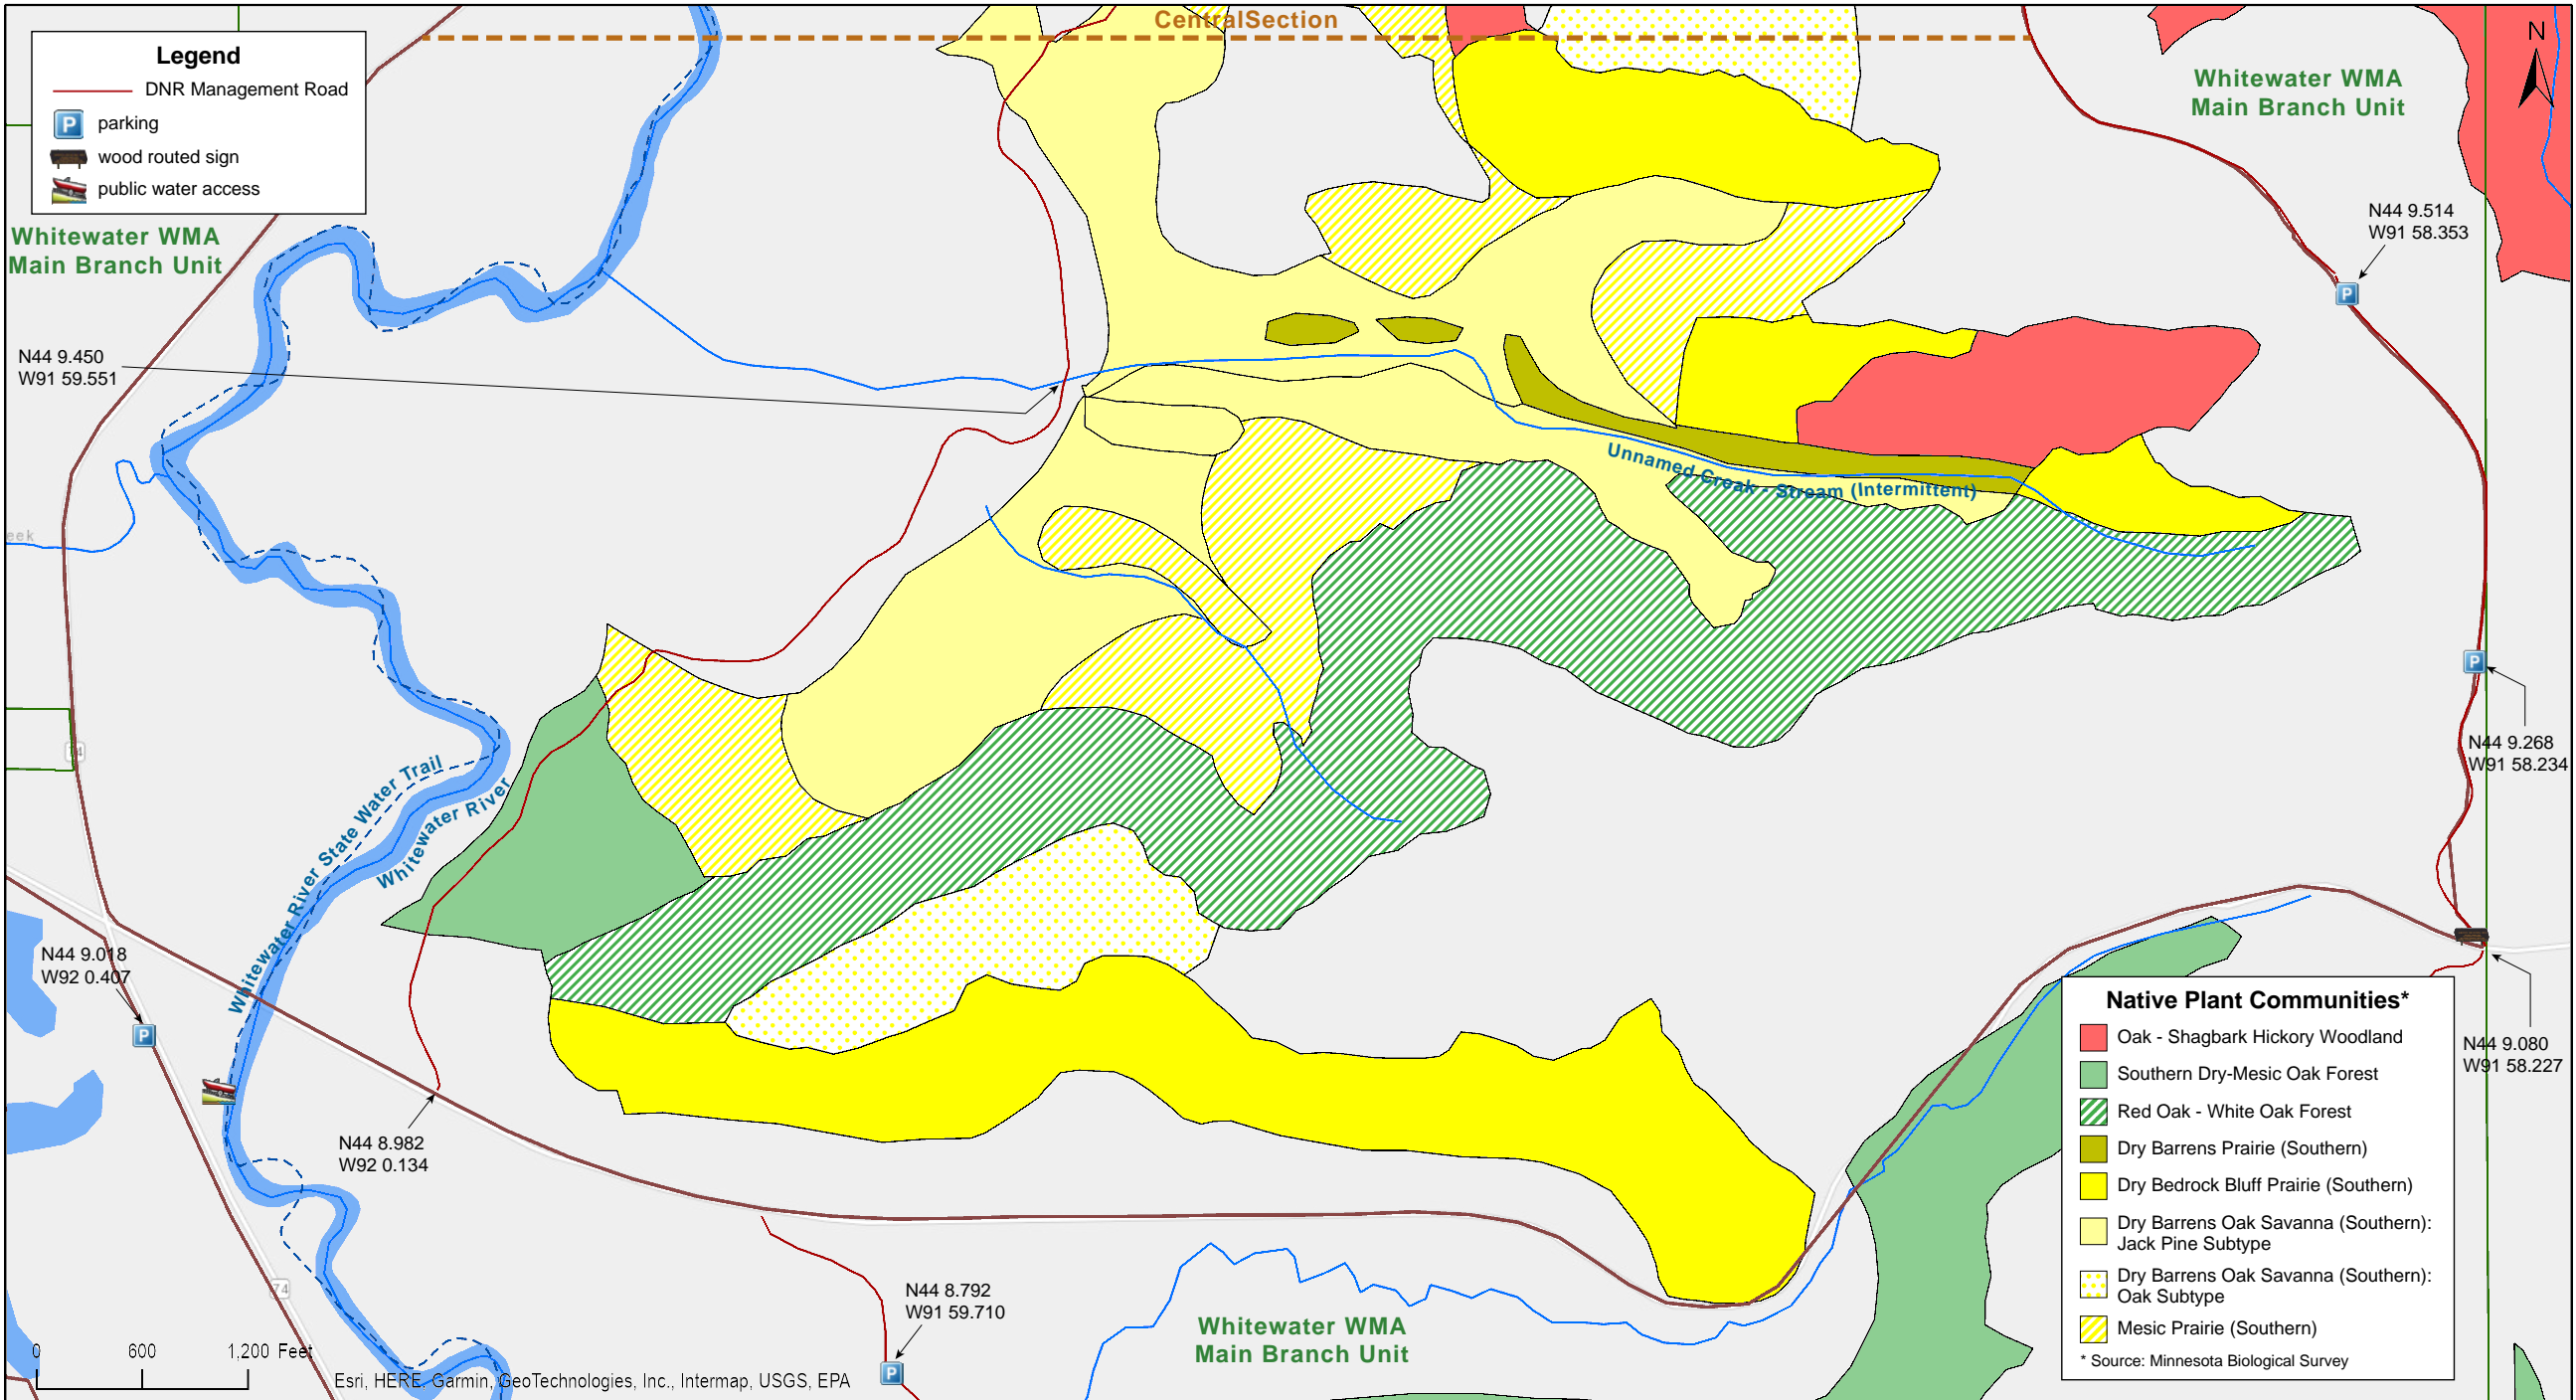 CentralSection
Legend
DNR Management Road
parking
wood routed sign
public water access
N
Whitewater WMA
Main Branch Unit
Whitewater WMA
Main Branch Unit
N44 9.514
W91 58.353
N44 9.450
W91 59.551
Unnamed Creak - Stream (Intermittent)
eek
N44 9.268
W91 58.234
Whitewater River State Water Trail
Whitewater River
N44 9.018
W92 0.407
N44 8.982
W92 0.134
N44 9.080
W91 58.227
Native Plant Communities*
Oak - Shagbark Hickory Woodland
Southern Dry-Mesic Oak Forest
Red Oak - White Oak Forest
Dry Barrens Prairie (Southern)
Dry Bedrock Bluff Prairie (Southern)
Dry Barrens Oak Savanna (Southern):
Jack Pine Subtype
Dry Barrens Oak Savanna (Southern):
Oak Subtype
Mesic Prairie (Southern)
* Source: Minnesota Biological Survey
74
N44 8.792
W91 59.710
Whitewater WMA
Main Branch Unit
0 600 1,200 Feet
Esri, HERE, Garmin, GeoTechnologies, Inc., Intermap, USGS, EPA